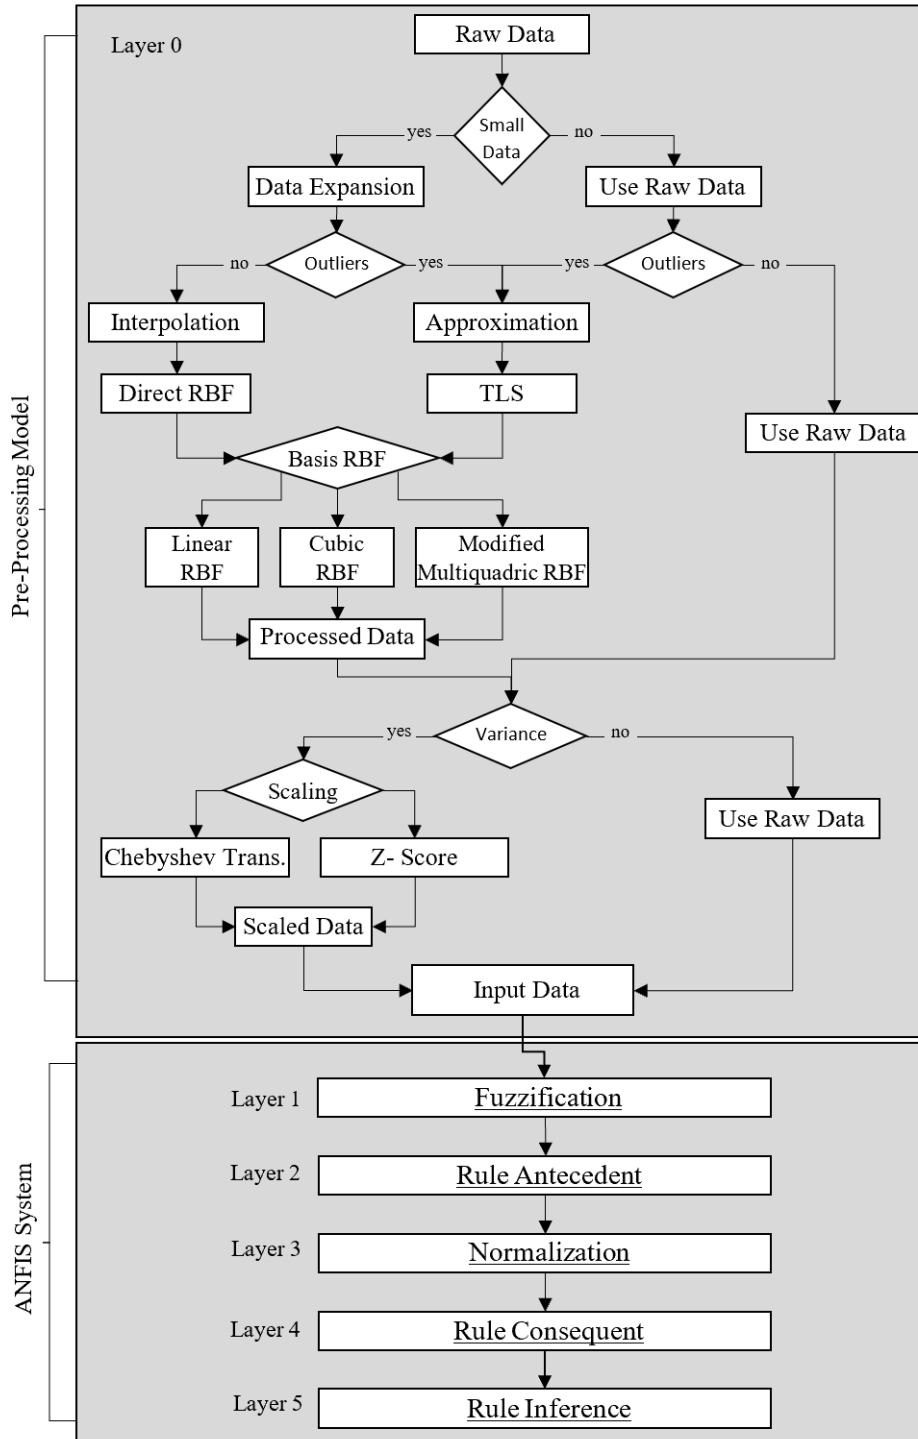 Pre-Processing Model
Layer 0
Raw Data
Small
Data
yes
no
Data Expansion
Use Raw Data
Outliers
Outliers
no
yes
yes
no
Interpolation
Approximation
Direct RBF
TLS
Use Raw Data
Basis RBF
Linear
RBF
Cubic
RBF
Modified
Multiquadric RBF
Processed Data
Variance
yes
no
Scaling
Use Raw Data
Chebyshev Trans.
Z- Score
Scaled Data
Input Data
ANFIS System
Layer 1
Fuzzification
Layer 2
Rule Antecedent
Layer 3
Normalization
Layer 4
Rule Consequent
Layer 5
Rule Inference